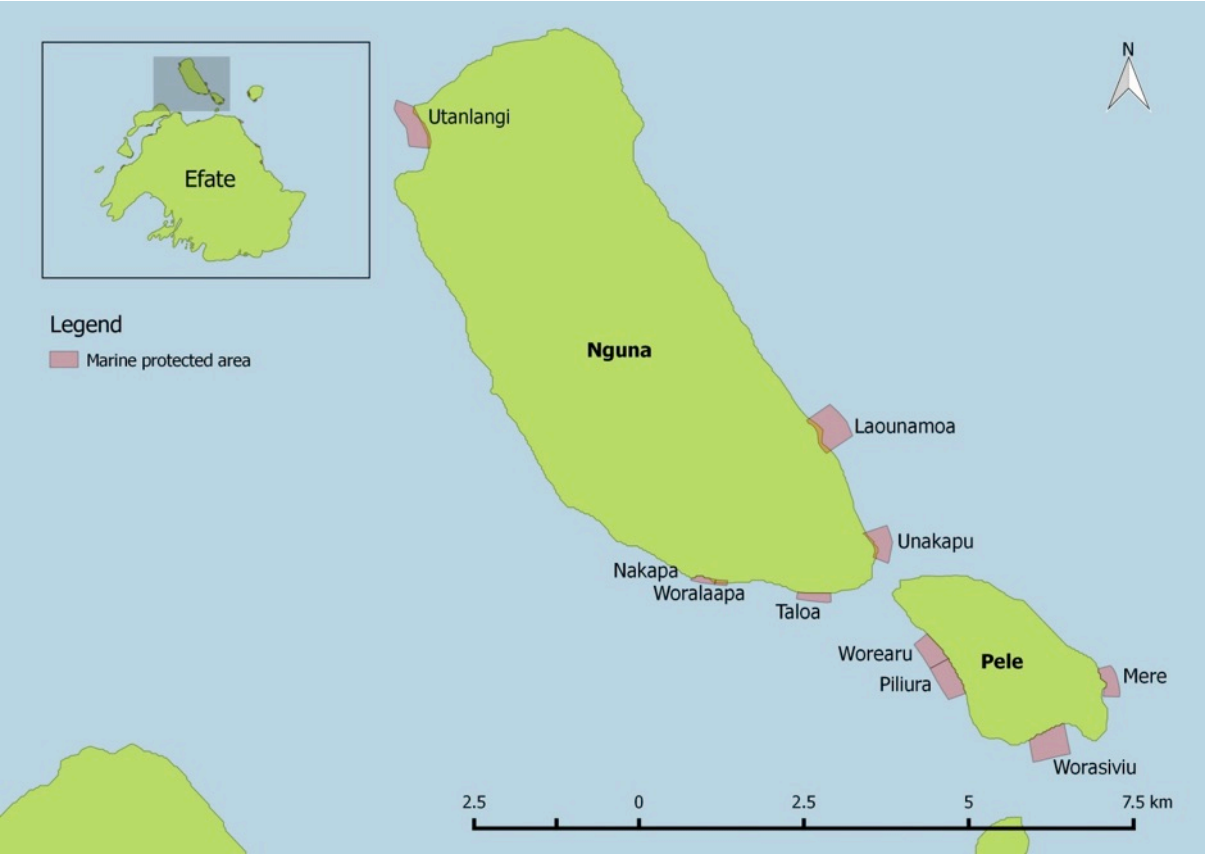 N
Utanlangi
Efate
Legend
Marine protected area
Nguna
Laounamoa
Unakapu
Nakapa
Woralaapa
Taloa
Worearu
Pele
Piliura
Mere
Worasiviu
2.5 0 2.5 5 7.5 km